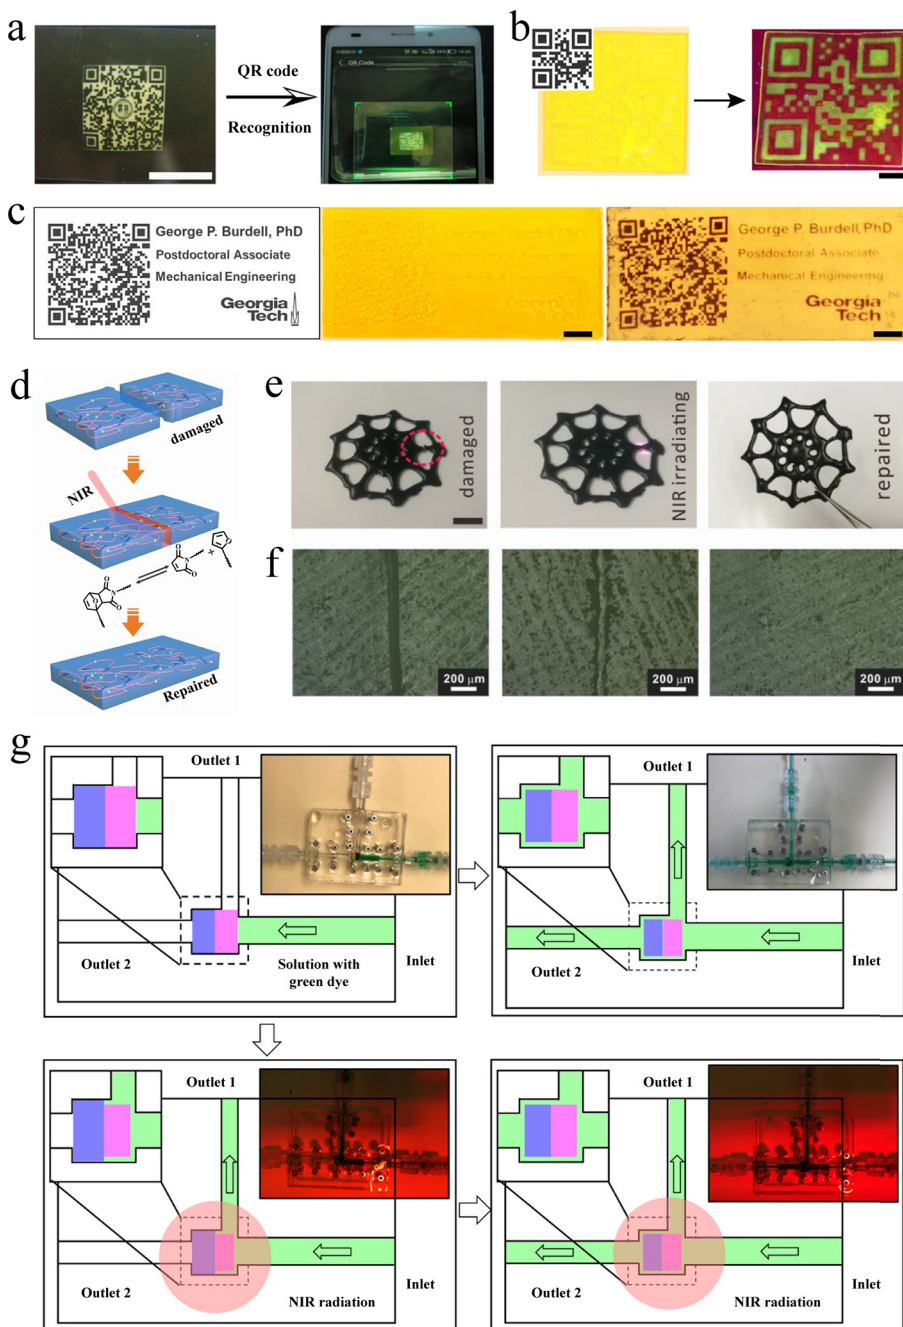 a
QR code
Recognition
QR Code
b
c
George P. Burdell, PhD
Postdoctoral Associate
Mechanical Engineering
Georgia
Tech
George P. Burdell, PhD
Postdoctoral Associate
Mechanical Engineering
Georgia
Tech
d
damaged
NIR
O
N
O
+
O
O
O
N
O
Repaired
e
damaged
NIR irradiating
repaired
f
200 μm
200 μm
200 μm
g
Outlet 1
Outlet 2
Solution with
green dye
Inlet
Outlet 1
Outlet 2
Inlet
Outlet 1
Outlet 2
NIR radiation
Inlet
Outlet 1
Outlet 2
NIR radiation
Inlet